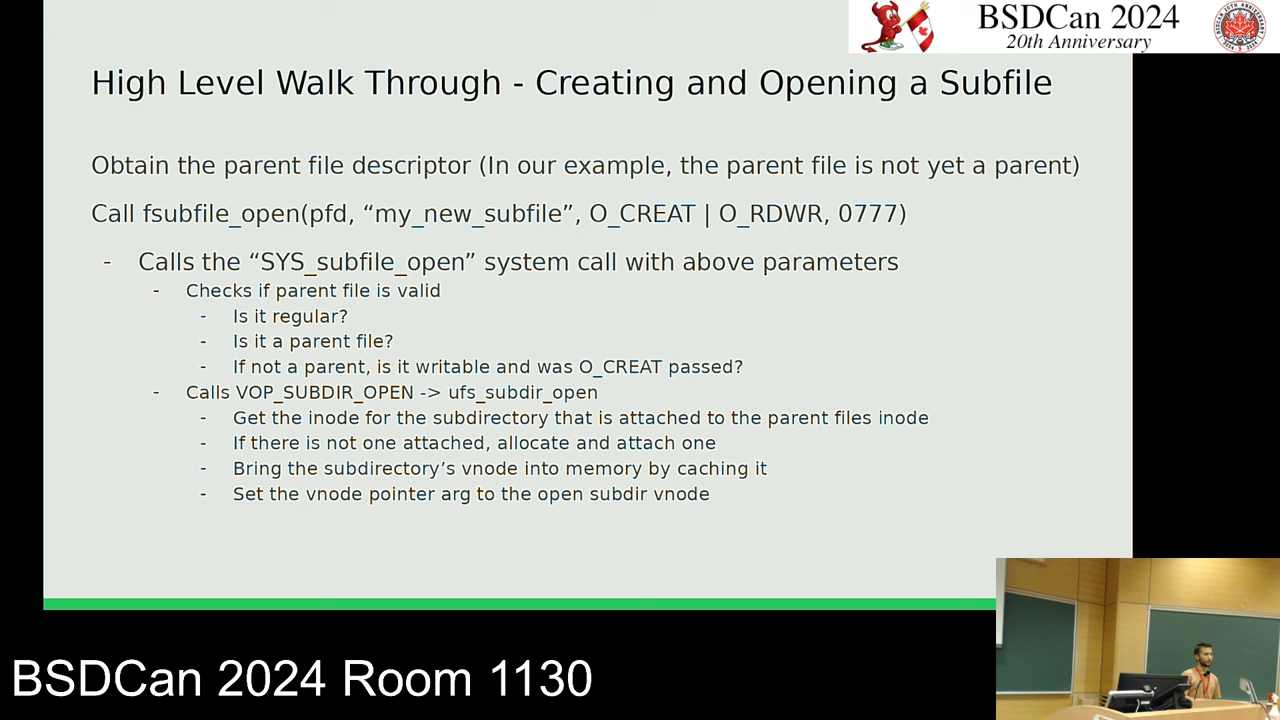 BSDCan 2024
20th Anniversary
High Level Walk Through - Creating and Opening a Subfile
Obtain the parent file descriptor (In our example, the parent file is not yet a parent)
Call fsubfile_open(pfd, “my_new_subfile”, O_CREAT | O_RDWR, 0777)
- Calls the “SYS_subfile_open” system call with above parameters
- Checks if parent file is valid
- Is it regular?
- Is it a parent file?
- If not a parent, is it writable and was O_CREAT passed?
- Calls VOP_SUBDIR_OPEN -> ufs_subdir_open
- Get the inode for the subdirectory that is attached to the parent files inode
- If there is not one attached, allocate and attach one
- Bring the subdirectory’s vnode into memory by caching it
- Set the vnode pointer arg to the open subdir vnode
BSDCan 2024 Room 1130